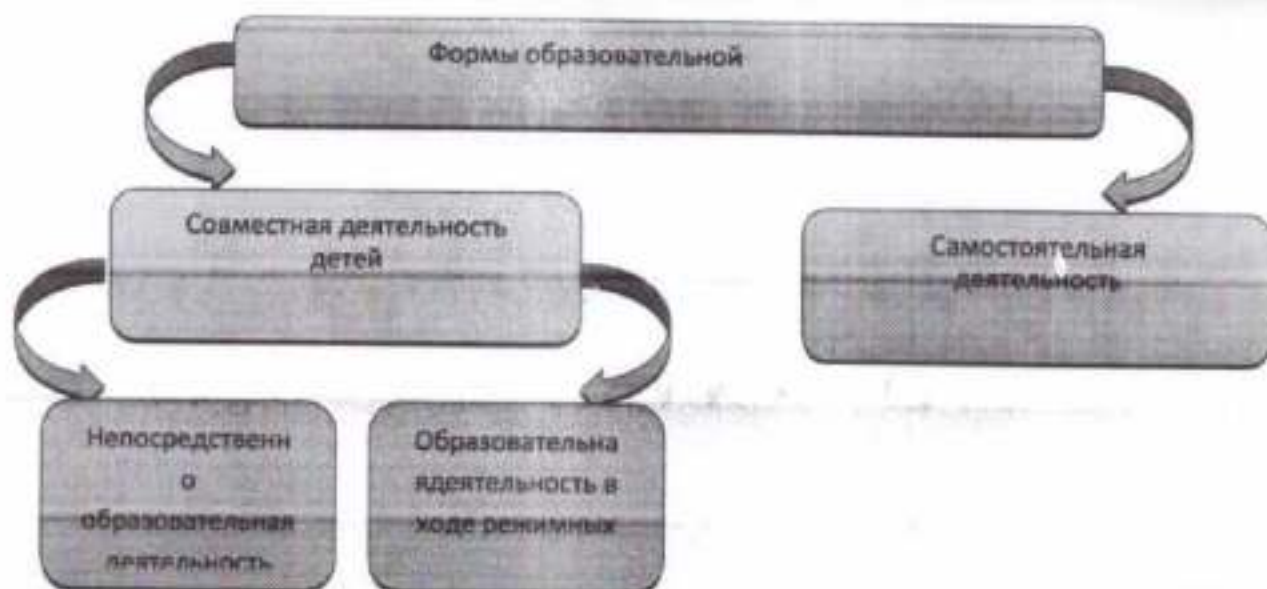 Формы образовательной
Совместная деятельность
детей
Самостоятельная
деятельность
Непосредственн
о
образовательная
деятельность
Образовательна
ядеятельность в
ходе режимных